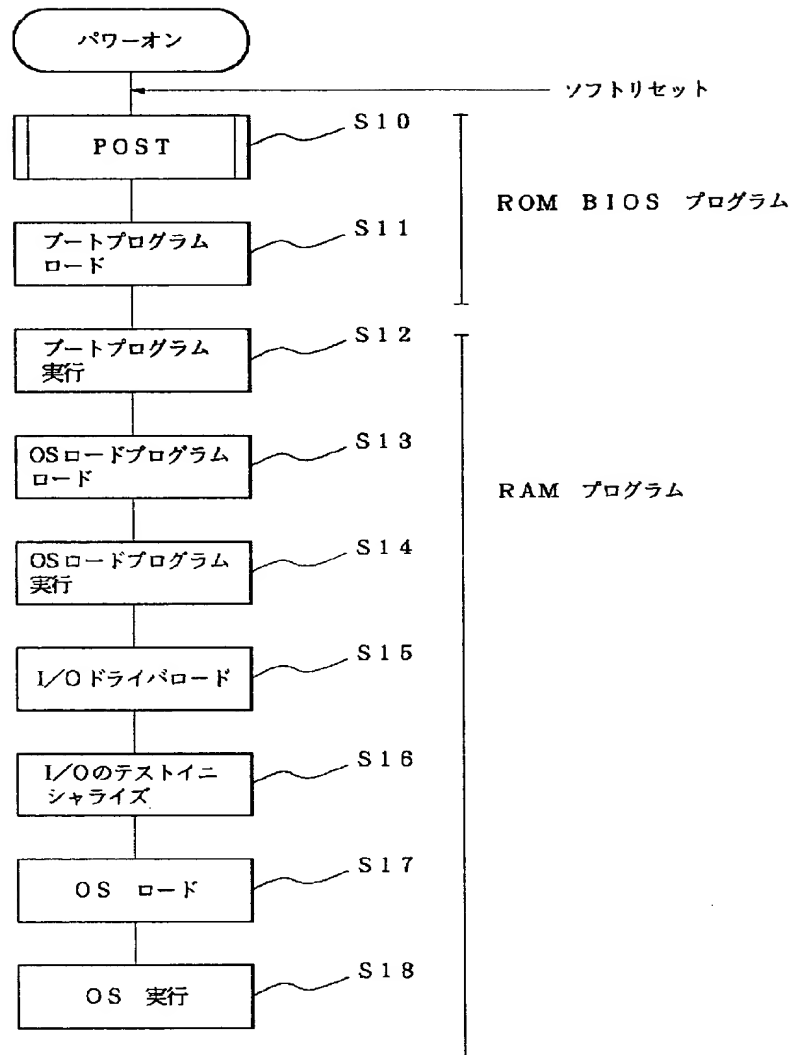 パワーオン
ソフトリセット
POST
S10
ROM BIOS プログラム
ブートプログラム
ロード
S11
ブートプログラム
実行
S12
OSロードプログラム
ロード
S13
RAM プログラム
OSロードプログラム
実行
S14
I/Oドライバロード
S15
I/Oのテストイニ
シャライズ
S16
OS ロード
S17
OS 実行
S18